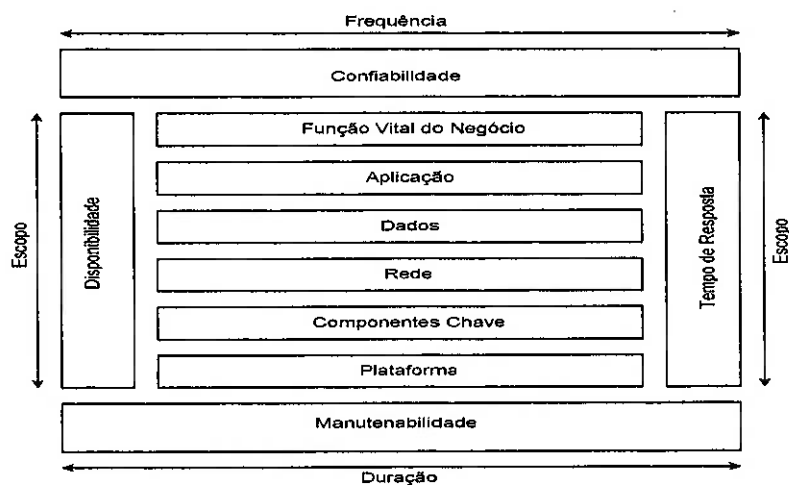 Frequência
Confiabilidade
Função Vital do Negócio
Aplicação
Dados
Rede
Componentes Chave
Plataforma
Escopo
Disponibilidade
Tempo de Resposta
Escopo
Manutenabilidade
Duração